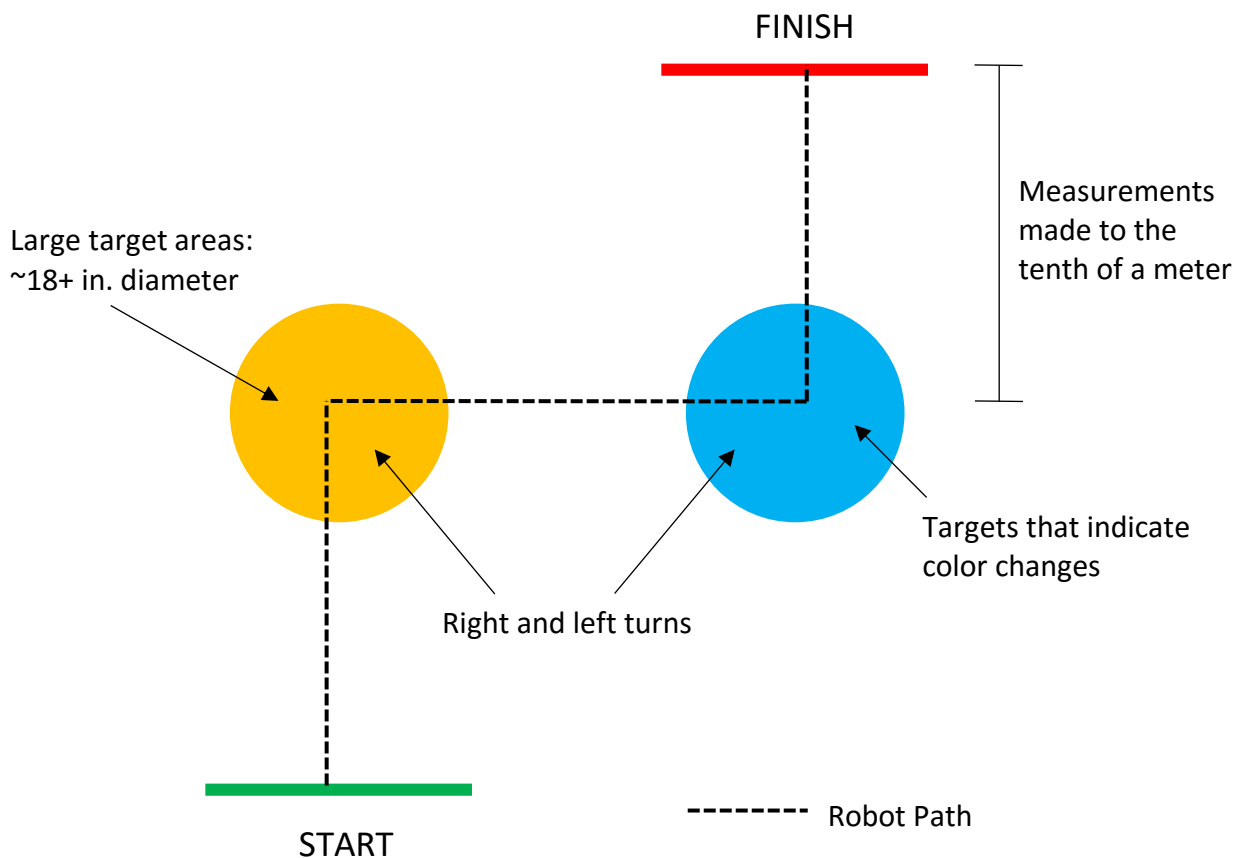 FINISH
Measurements
made to the
tenth of a meter
Large target areas:
~18+ in. diameter
Targets that indicate
color changes
Right and left turns
Robot Path
START